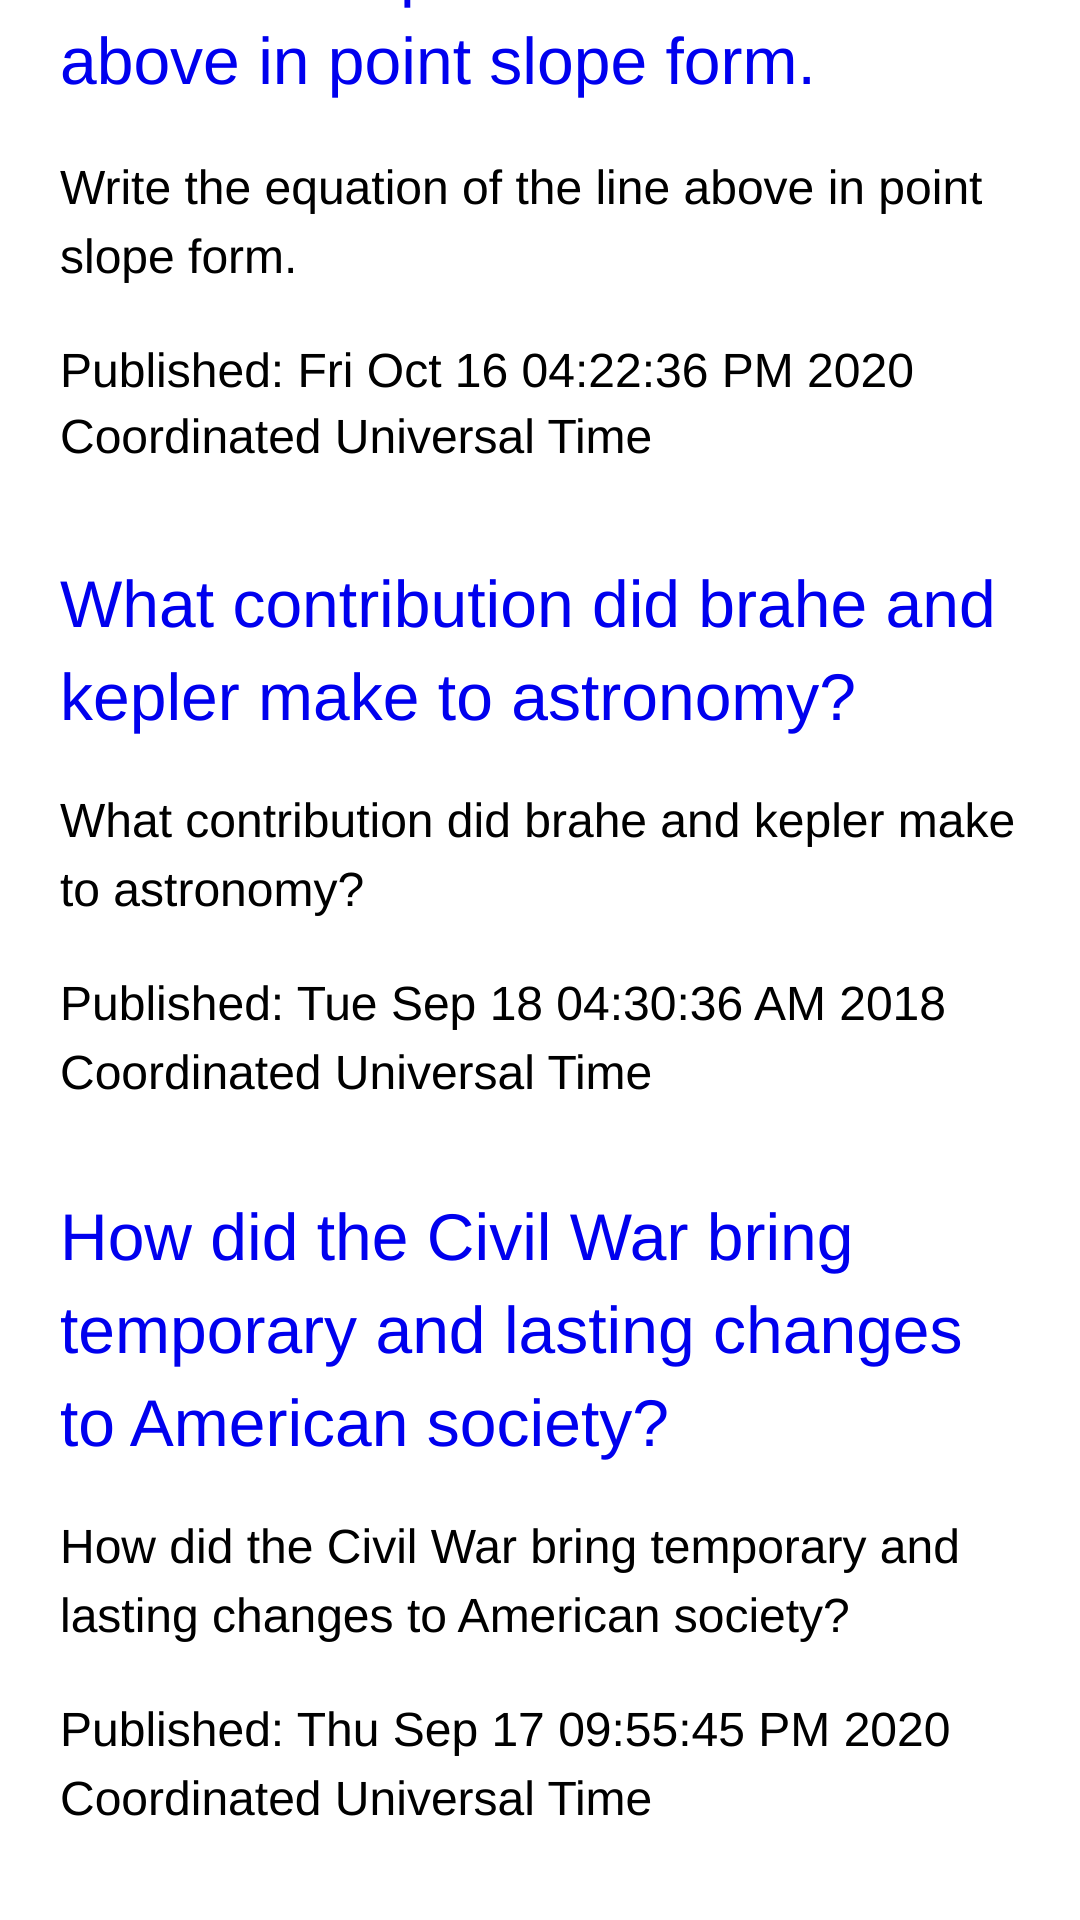 above in point slope form.
Write the equation of the line above in point
slope form.
Published: Fri Oct 16 04:22:36 PM 2020
Coordinated Universal Time
What contribution did brahe and
kepler make to astronomy?
What contribution did brahe and kepler make
to astronomy?
Published: Tue Sep 18 04:30:36 AM 2018
Coordinated Universal Time
How did the Civil War bring
temporary and lasting changes
to American society?
How did the Civil War bring temporary and
lasting changes to American society?
Published: Thu Sep 17 09:55:45 PM 2020
Coordinated Universal Time